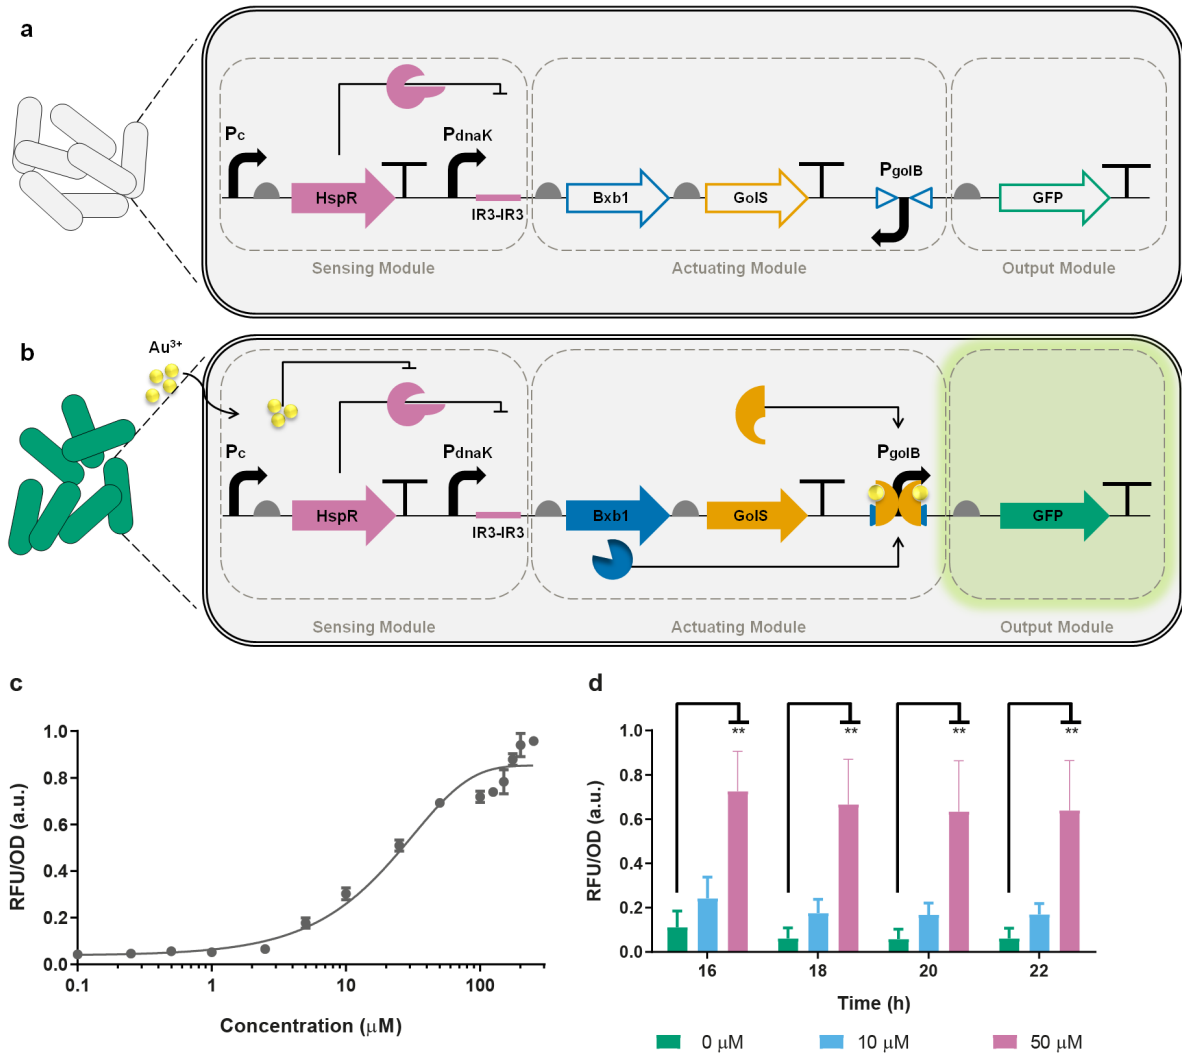 a
Pc
PdnaK
PgolB
HspR
IR3-IR3
Bxb1
GolS
GFP
Sensing Module
Actuating Module
Output Module
b
Au3+
Pc
PdnaK
PgolB
HspR
IR3-IR3
Bxb1
GolS
GFP
Sensing Module
Actuating Module
Output Module
c
RFU/OD (a.u.)
1.0
0.8
0.6
0.4
0.2
0.0
0.1
1
10
100
Concentration (μM)
d
RFU/OD (a.u.)
1.0
0.8
0.6
0.4
0.2
0.0
**
**
**
**
16
18
20
22
Time (h)
0 μM
10 μM
50 μM